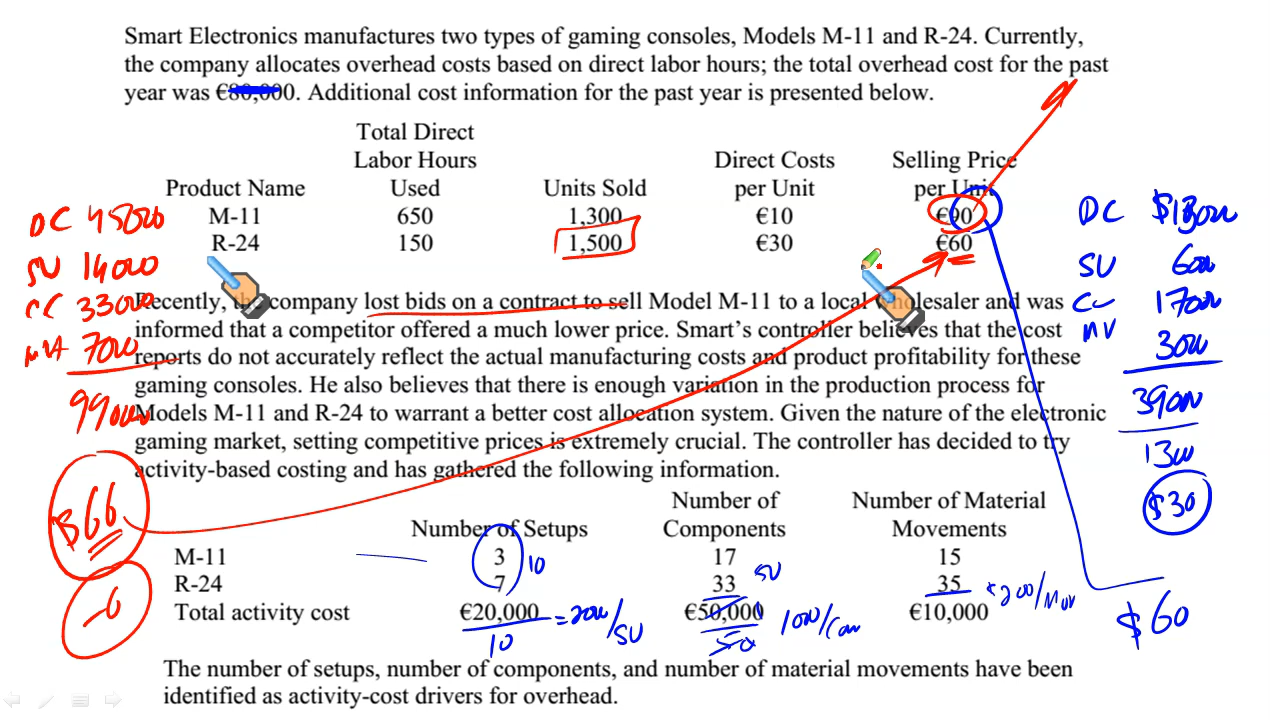 Smart Electronics manufactures two types of gaming consoles, Models M-11 and R-24. Currently,
the company allocates overhead costs based on direct labor hours; the total overhead cost for the past
year was €80,000. Additional cost information for the past year is presented below.
Total Direct
Labor Hours Direct Costs Selling Price
Product Name Used Units Sold per Unit per Unit
M-11 650 1,300 €10 €90
R-24 150 1,500 €30 €60
DC 45000
SU 14000
CC 33000
7000
99000
$66
-6
DC $13000
SU 6000
17000
MV 3000
39000
1300
$30
$60
Recently, the company lost bids on a contract to sell Model M-11 to a local wholesaler and was
informed that a competitor offered a much lower price. Smart’s controller believes that the cost
reports do not accurately reflect the actual manufacturing costs and product profitability for these
gaming consoles. He also believes that there is enough variation in the production process for
Models M-11 and R-24 to warrant a better cost allocation system. Given the nature of the electronic
gaming market, setting competitive prices is extremely crucial. The controller has decided to try
activity-based costing and has gathered the following information.
Number of Number of Material
Number of Setups Components Movements
M-11 3 17 15
10
R-24 7 33 35
50 200/Mov
Total activity cost €20,000 €50,000 €10,000
10 = 2000/SU 50 1000/Com
The number of setups, number of components, and number of material movements have been
identified as activity-cost drivers for overhead.